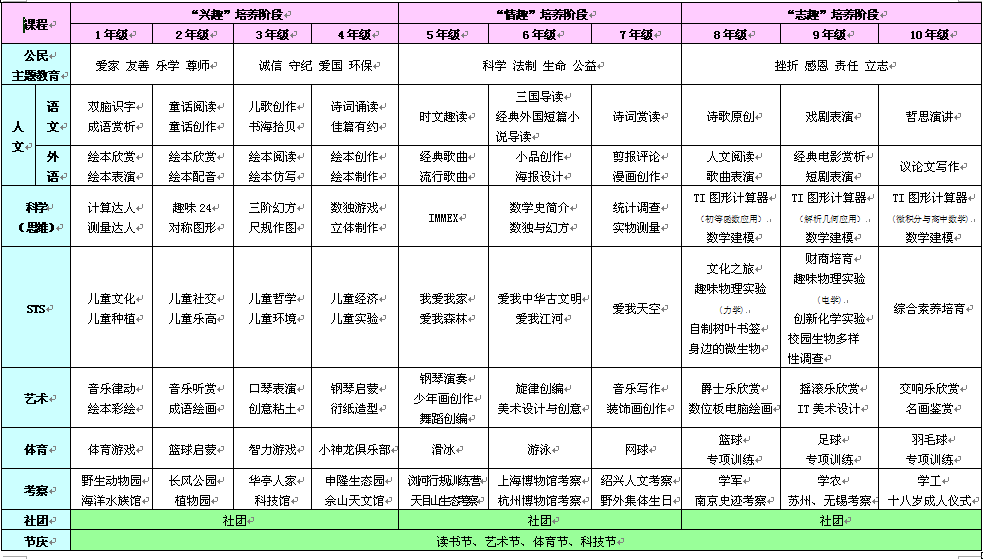 课程 “兴趣”培养阶段 “情趣”培养阶段 “志趣”培养阶段
1年级 2年级 3年级 4年级 5年级 6年级 7年级 8年级 9年级 10年级
公民
主题教育
爱家 友善 乐学 尊师 诚信 守纪 爱国 环保 科学 法制 生命 公益 挫折 感恩 责任 立志
人文
语文
双脑识字
成语赏析
童话阅读
童话创作
儿歌创作
书海拾贝
诗词诵读
佳篇有约
时文趣读
三国导读
经典外国短篇小
说导读
诗词赏读
诗歌原创
戏剧表演
哲思演讲
外语
绘本欣赏
绘本表演
绘本欣赏
绘本配音
绘本阅读
绘本仿写
绘本创作
绘本制作
经典歌曲
流行歌曲
小品创作
海报设计
剪报评论
漫画创作
人文阅读
歌曲表演
经典电影赏析
短剧表演
议论文写作
科学
（思维）
计算达人
测量达人
趣味24
对称图形
三阶幻方
尺规作图
数独游戏
立体制作
IMMEX
数学史简介
数独与幻方
统计调查
实物测量
TI图形计算器
（初等函数应用）
数学建模
TI图形计算器
（解析几何应用）
数学建模
TI图形计算器
（微积分与高中数学）
数学建模
STS
儿童文化
儿童种植
儿童社交
儿童乐高
儿童哲学
儿童环境
儿童经济
儿童实验
我爱我家
爱我森林
爱我中华古文明
爱我江河
爱我天空
文化之旅
趣味物理实验
(力学)
自制树叶书签
身边的微生物
财商培育
趣味物理实验
(电学)
创新化学实验
校园生物多样
性调查
综合素养培育
艺术
音乐律动
绘本彩绘
音乐听赏
成语绘画
口琴表演
创意粘土
钢琴启蒙
衍纸造型
钢琴演奏
少年画创作
舞蹈创编
旋律创编
美术设计与创意
音乐写作
装饰画创作
爵士乐欣赏
数位板电脑绘画
摇滚乐欣赏
IT美术设计
交响乐欣赏
名画鉴赏
体育
体育游戏
篮球启蒙
智力游戏
小神龙俱乐部
滑冰
游泳
网球
篮球
专项训练
足球
专项训练
羽毛球
专项训练
考察
野生动物园
海洋水族馆
长风公园
植物园
华亭人家
科技馆
申隆生态园
佘山天文馆
浏河行规训练营
天目山生态考察
上海博物馆考察
杭州博物馆考察
绍兴人文考察
野外集体生日
学军
南京史迹考察
学农
苏州、无锡考察
学工
十八岁成人仪式
社团 社团 社团 社团
节庆 读书节、艺术节、体育节、科技节